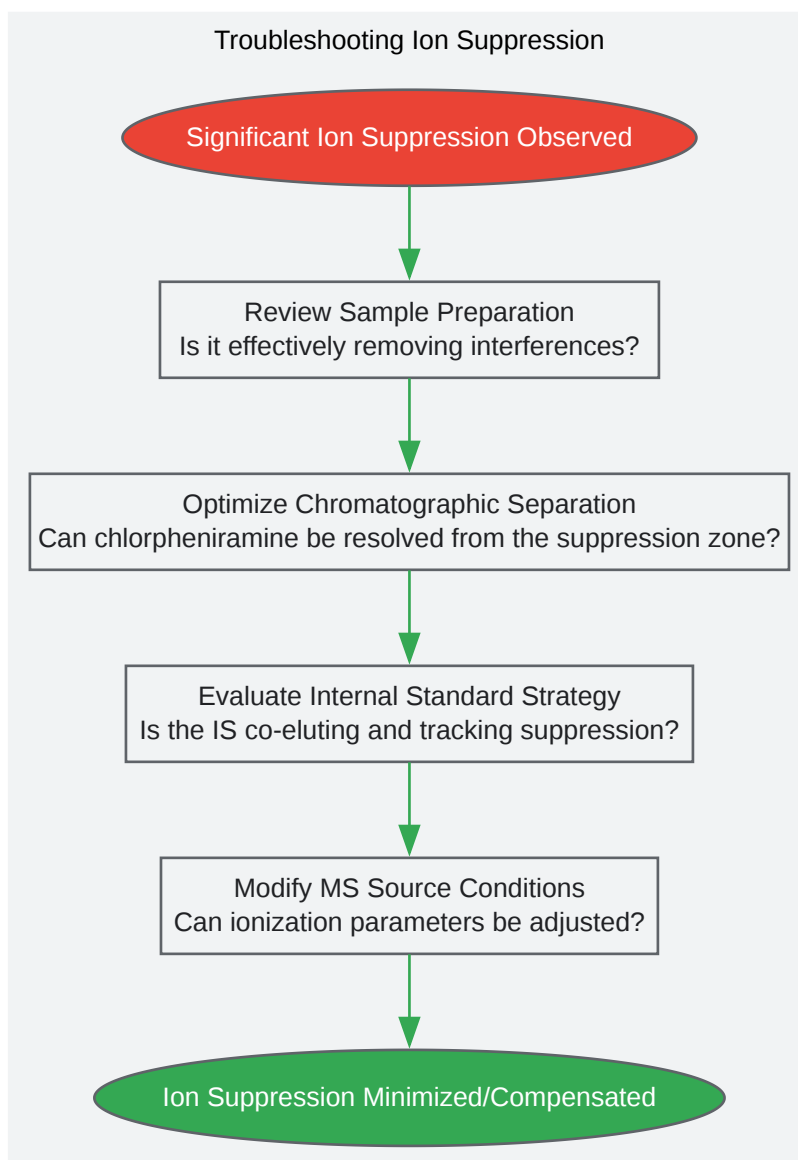 Troubleshooting Ion Suppression
Significant Ion Suppression Observed
Review Sample Preparation
Is it effectively removing interferences?
Optimize Chromatographic Separation
Can chlorpheniramine be resolved from the suppression zone?
Evaluate Internal Standard Strategy
Is the IS co-eluting and tracking suppression?
Modify MS Source Conditions
Can ionization parameters be adjusted?
Ion Suppression Minimized/Compensated